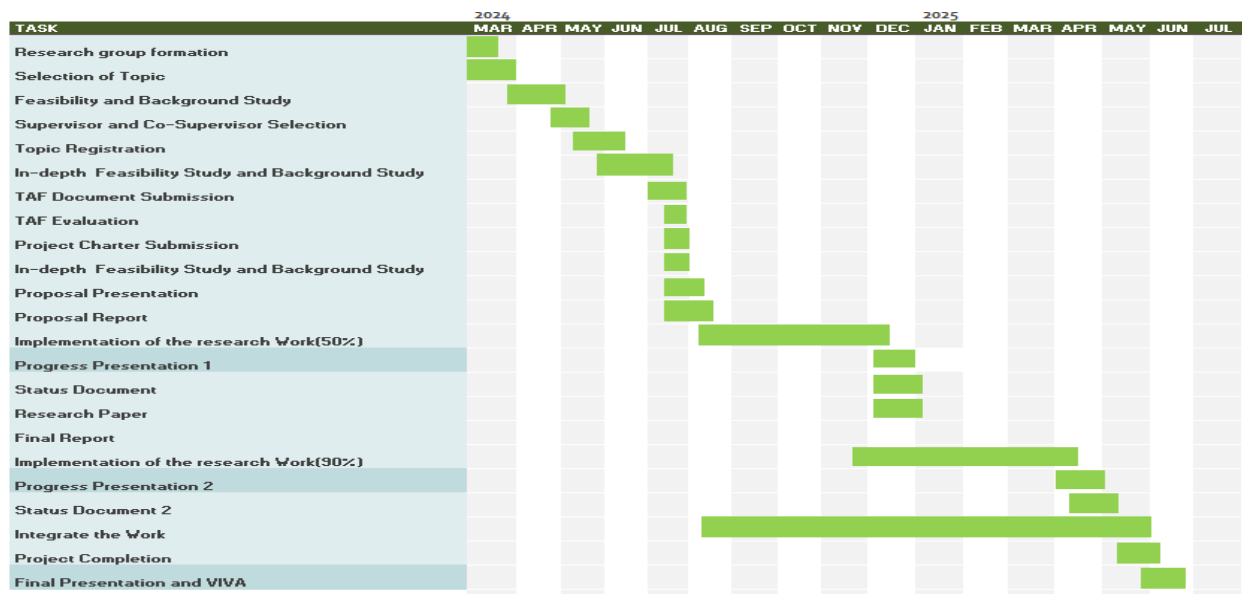 2024 2025
TASK MAR APR MAY JUN JUL AUG SEP OCT NOV DEC JAN FEB MAR APR MAY JUN JUL
Research group formation
Selection of Topic
Feasibility and Background Study
Supervisor and Co-Supervisor Selection
Topic Registration
In-depth Feasibility Study and Background Study
TAF Document Submission
TAF Evaluation
Project Charter Submission
In-depth Feasibility Study and Background Study
Proposal Presentation
Proposal Report
Implementation of the research Work(50%)
Progress Presentation 1
Status Document
Research Paper
Final Report
Implementation of the research Work(90%)
Progress Presentation 2
Status Document 2
Integrate the Work
Project Completion
Final Presentation and VIVA